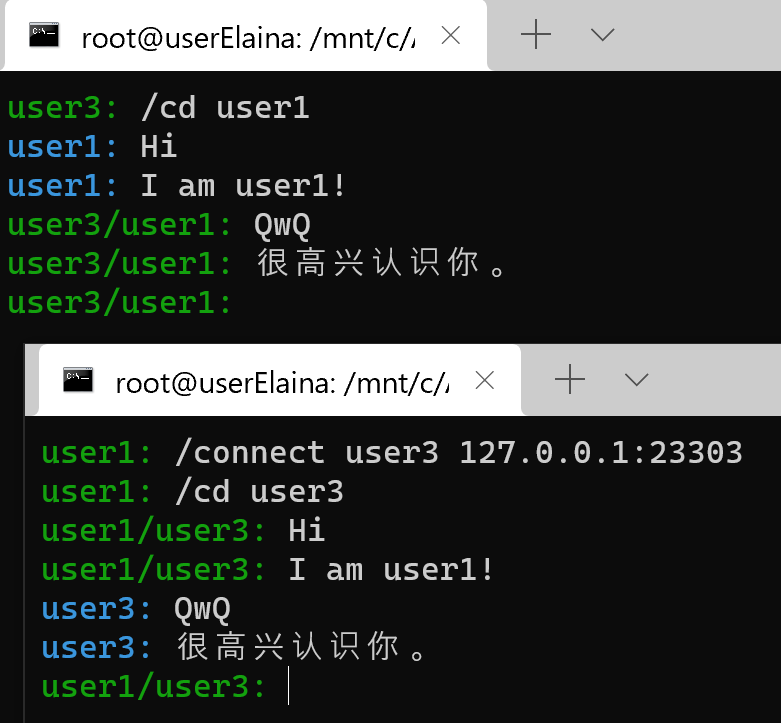 root@userElaina: /mnt/c/
user3: /cd user1
user1: Hi
user1: I am user1!
user3/user1: QwQ
user3/user1: 很高兴认识你。
user3/user1:
root@userElaina: /mnt/c/
user1: /connect user3 127.0.0.1:23303
user1: /cd user3
user1/user3: Hi
user1/user3: I am user1!
user3: QwQ
user3: 很高兴认识你。
user1/user3: